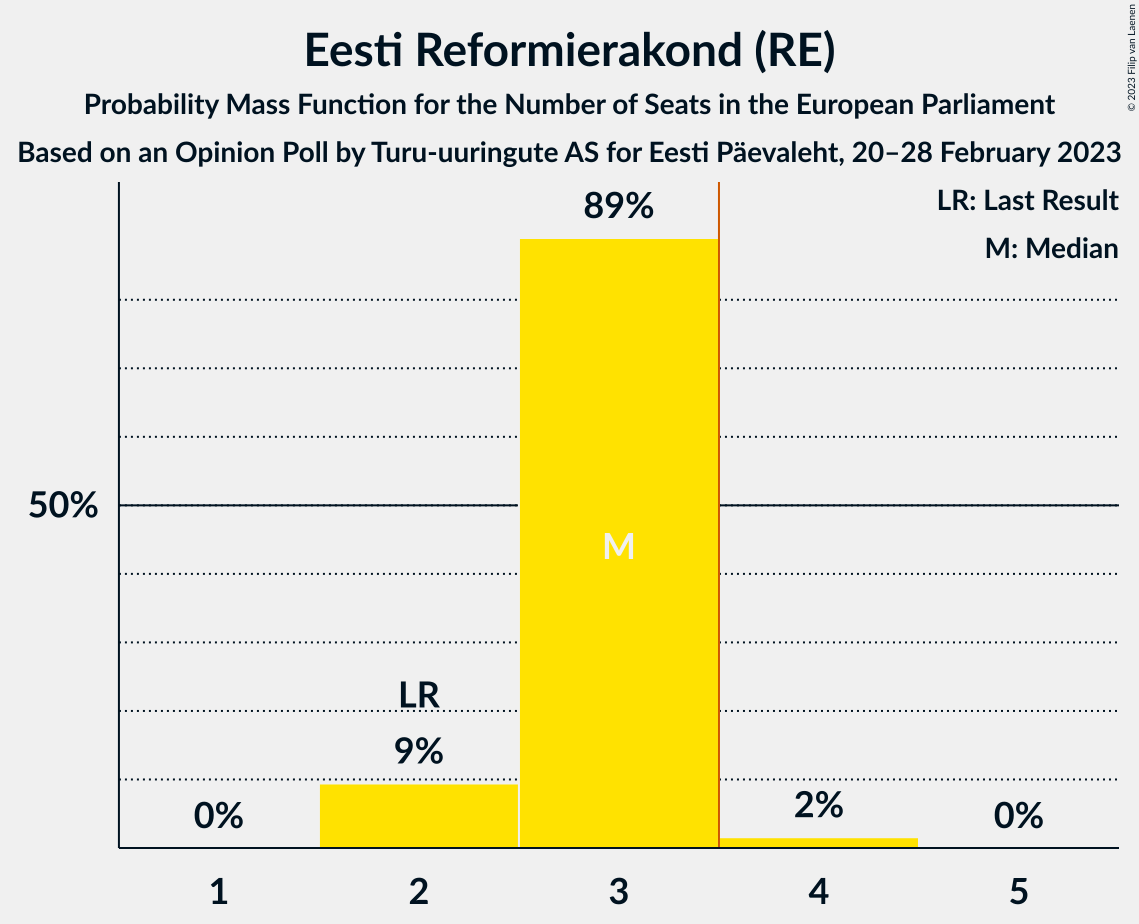 Eesti Reformierakond (RE)
Probability Mass Function for the Number of Seats in the European Parliament
Based on an Opinion Poll by Turu-uuringute AS for Eesti Päevaleht, 20–28 February 2023
© 2023 Filip van Laenen
LR: Last Result
M: Median
89%
50%
M
LR
9%
0%
2%
0%
1 2 3 4 5